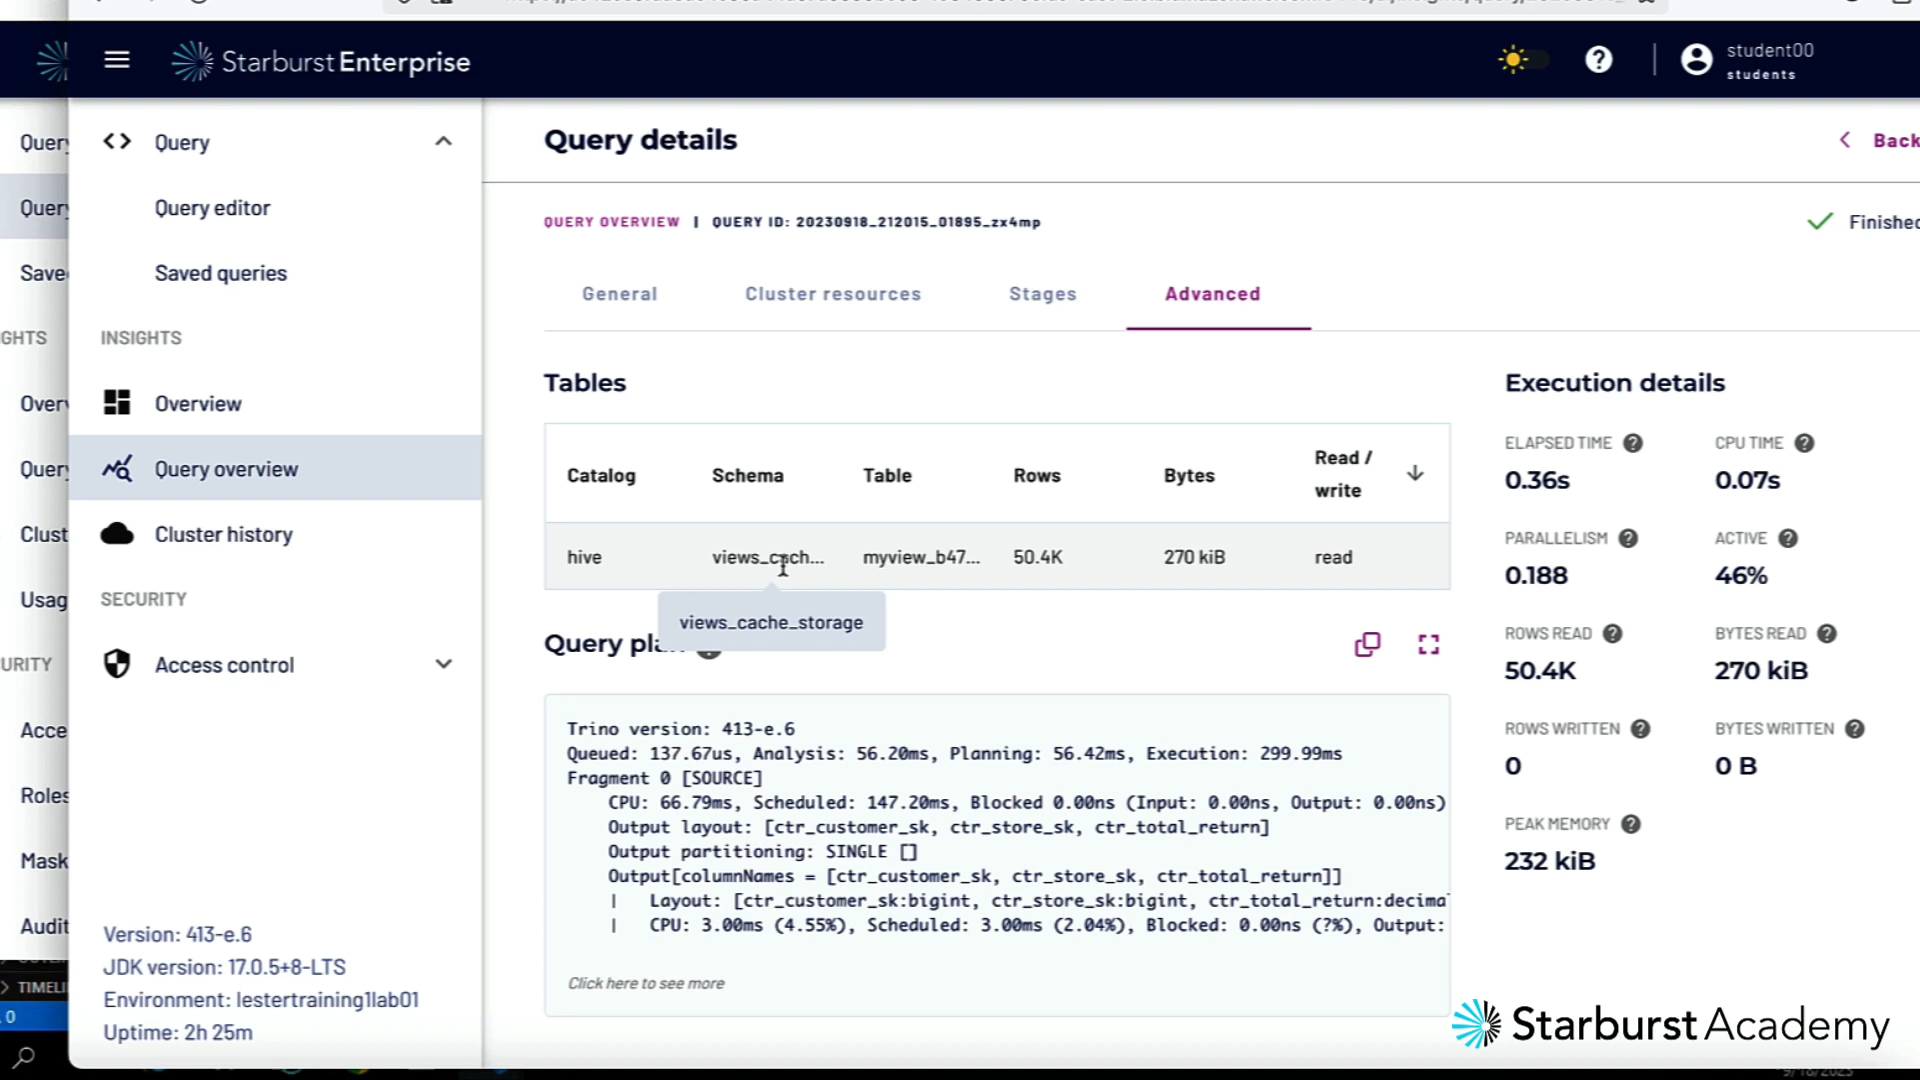 Starburst Enterprise
student00
students
Query
Query editor
Saved queries
INSIGHTS
Overview
Query overview
Cluster history
SECURITY
Access control
Version: 413-e.6
JDK version: 17.0.5+8-LTS
Environment: lestertraining1lab01
Uptime: 2h 25m
Query details
Back
QUERY OVERVIEW | QUERY ID: 20230918_212015_01895_zx4mp
Finished
General Cluster resources Stages Advanced
Tables
Catalog Schema Table Rows Bytes Read / write
hive views_cach... myview_b47... 50.4K 270 kiB read
views_cache_storage
Query plan
Trino version: 413-e.6
Queued: 137.67us, Analysis: 56.20ms, Planning: 56.42ms, Execution: 299.99ms
Fragment 0 [SOURCE]
CPU: 66.79ms, Scheduled: 147.20ms, Blocked 0.00ns (Input: 0.00ns, Output: 0.00ns)
Output layout: [ctr_customer_sk, ctr_store_sk, ctr_total_return]
Output partitioning: SINGLE []
Output[columnNames = [ctr_customer_sk, ctr_store_sk, ctr_total_return]]
| Layout: [ctr_customer_sk:bigint, ctr_store_sk:bigint, ctr_total_return:decima
| CPU: 3.00ms (4.55%), Scheduled: 3.00ms (2.04%), Blocked: 0.00ns (?%), Output:
Click here to see more
Execution details
ELAPSED TIME CPU TIME
0.36s 0.07s
PARALLELISM ACTIVE
0.188 46%
ROWS READ BYTES READ
50.4K 270 kiB
ROWS WRITTEN BYTES WRITTEN
0 0 B
PEAK MEMORY
232 kiB
Starburst Academy